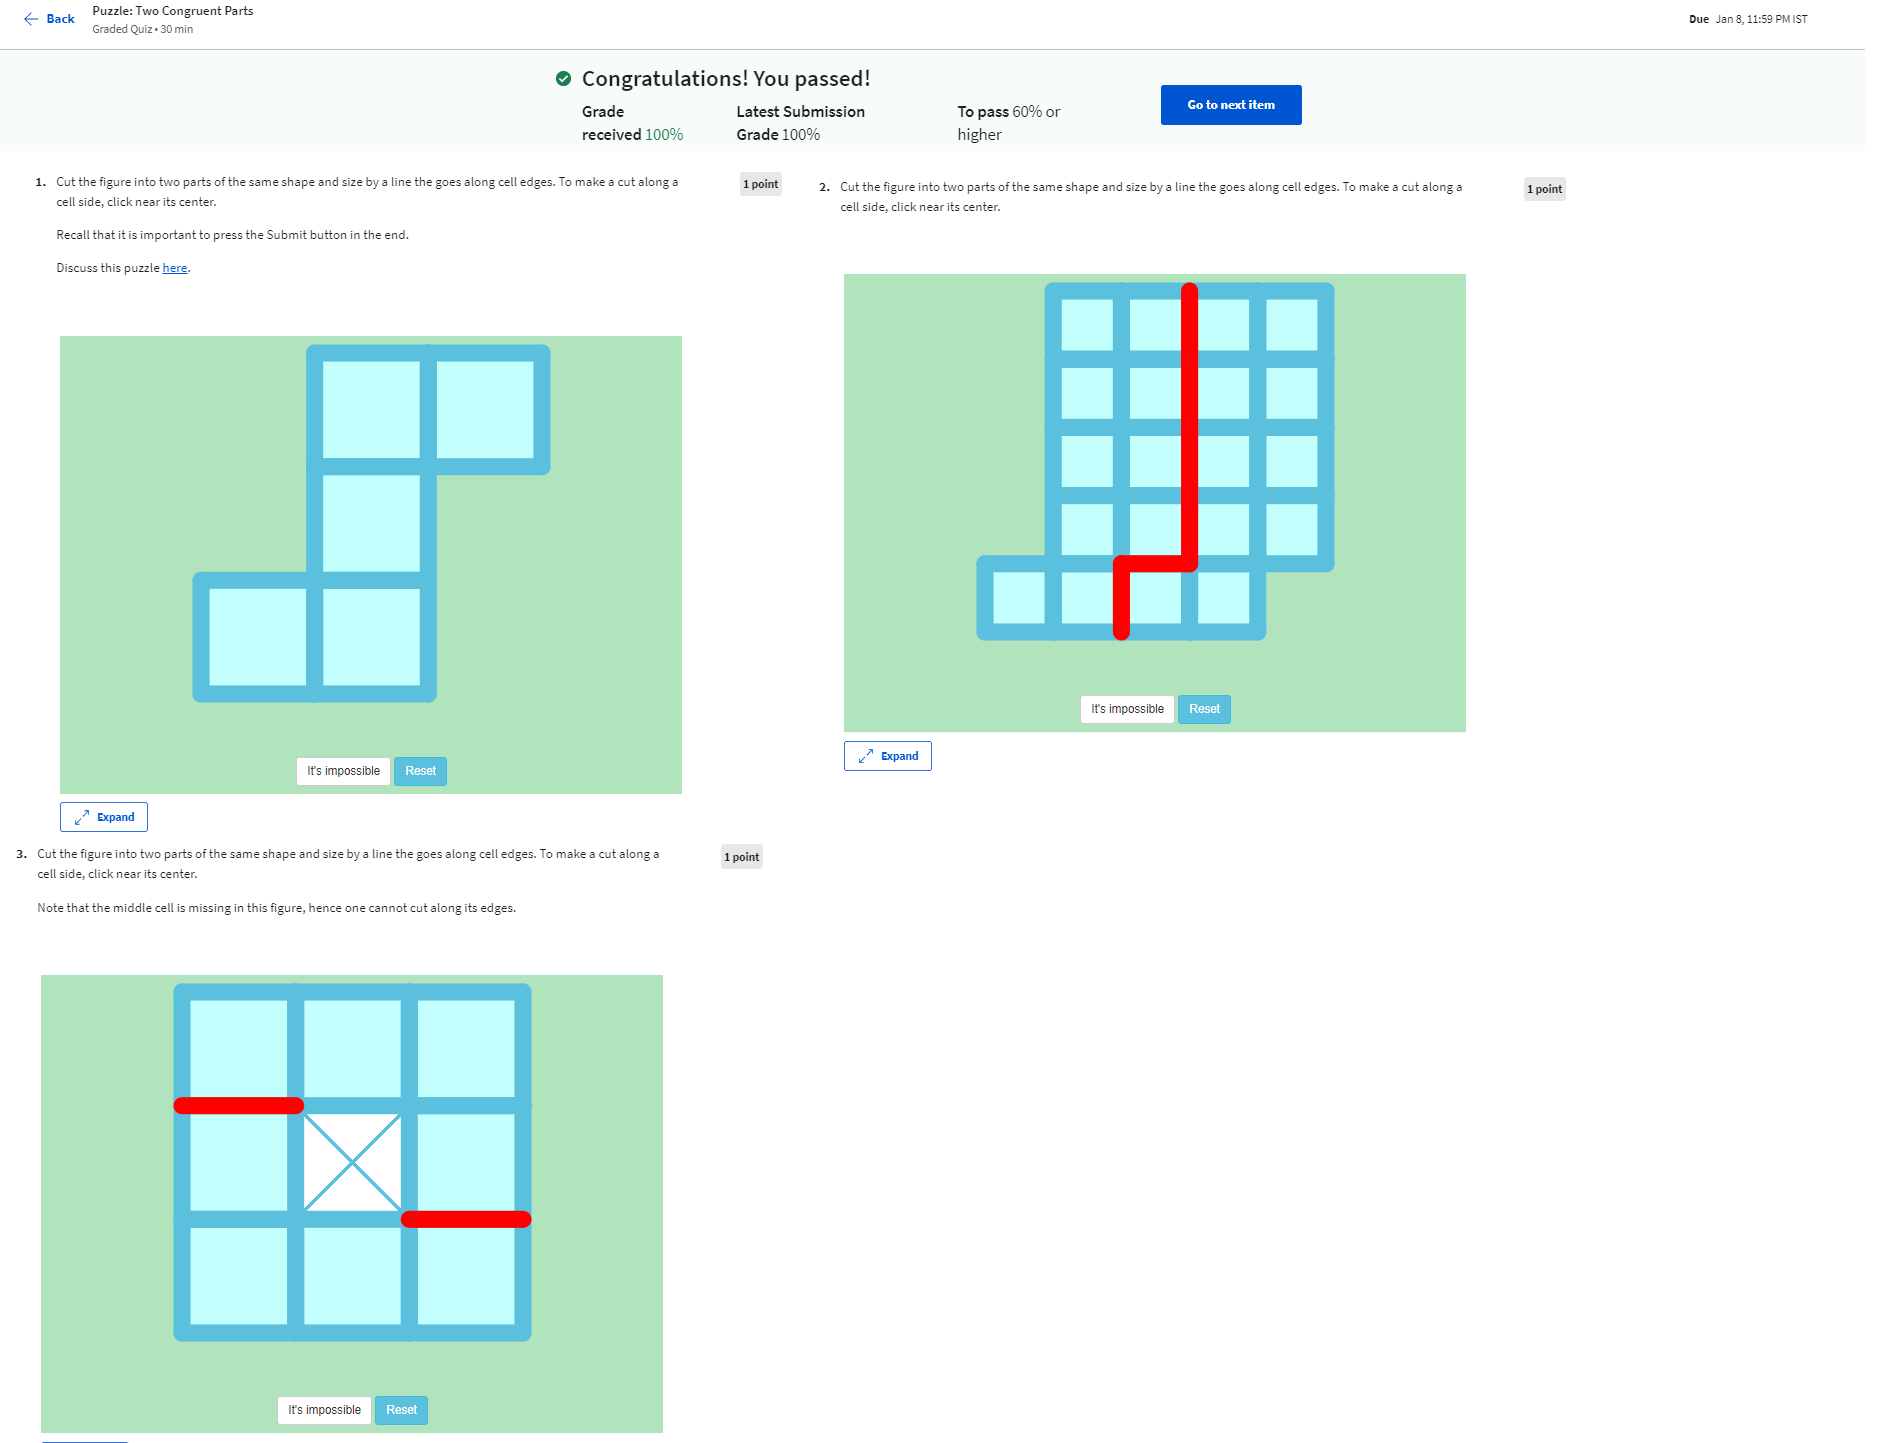 Back
Puzzle: Two Congruent Parts
Graded Quiz • 30 min
Due Jan 8, 11:59 PM IST
Congratulations! You passed!
Grade received 100%
Latest Submission Grade 100%
To pass 60% or higher
Go to next item
1. Cut the figure into two parts of the same shape and size by a line the goes along cell edges. To make a cut along a
cell side, click near its center.
1 point
Recall that it is important to press the Submit button in the end.
Discuss this puzzle here.
It's impossible
Reset
Expand
2. Cut the figure into two parts of the same shape and size by a line the goes along cell edges. To make a cut along a
cell side, click near its center.
1 point
It's impossible
Reset
Expand
3. Cut the figure into two parts of the same shape and size by a line the goes along cell edges. To make a cut along a
cell side, click near its center.
1 point
Note that the middle cell is missing in this figure, hence one cannot cut along its edges.
It's impossible
Reset